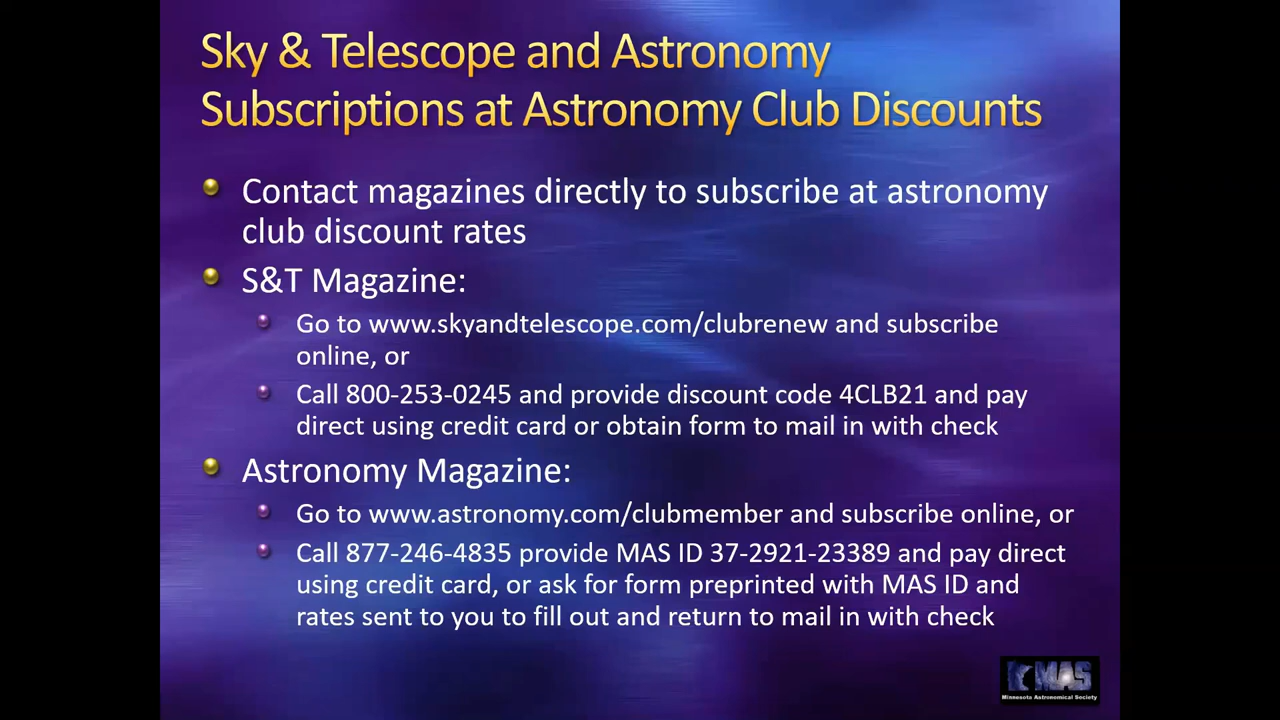 Sky & Telescope and Astronomy
Subscriptions at Astronomy Club Discounts
Contact magazines directly to subscribe at astronomy
club discount rates
S&T Magazine:
Go to www.skyandtelescope.com/clubrenew and subscribe
online, or
Call 800-253-0245 and provide discount code 4CLB21 and pay
direct using credit card or obtain form to mail in with check
Astronomy Magazine:
Go to www.astronomy.com/clubmember and subscribe online, or
Call 877-246-4835 provide MAS ID 37-2921-23389 and pay direct
using credit card, or ask for form preprinted with MAS ID and
rates sent to you to fill out and return to mail in with check
MAS
Minnesota Astronomical Society